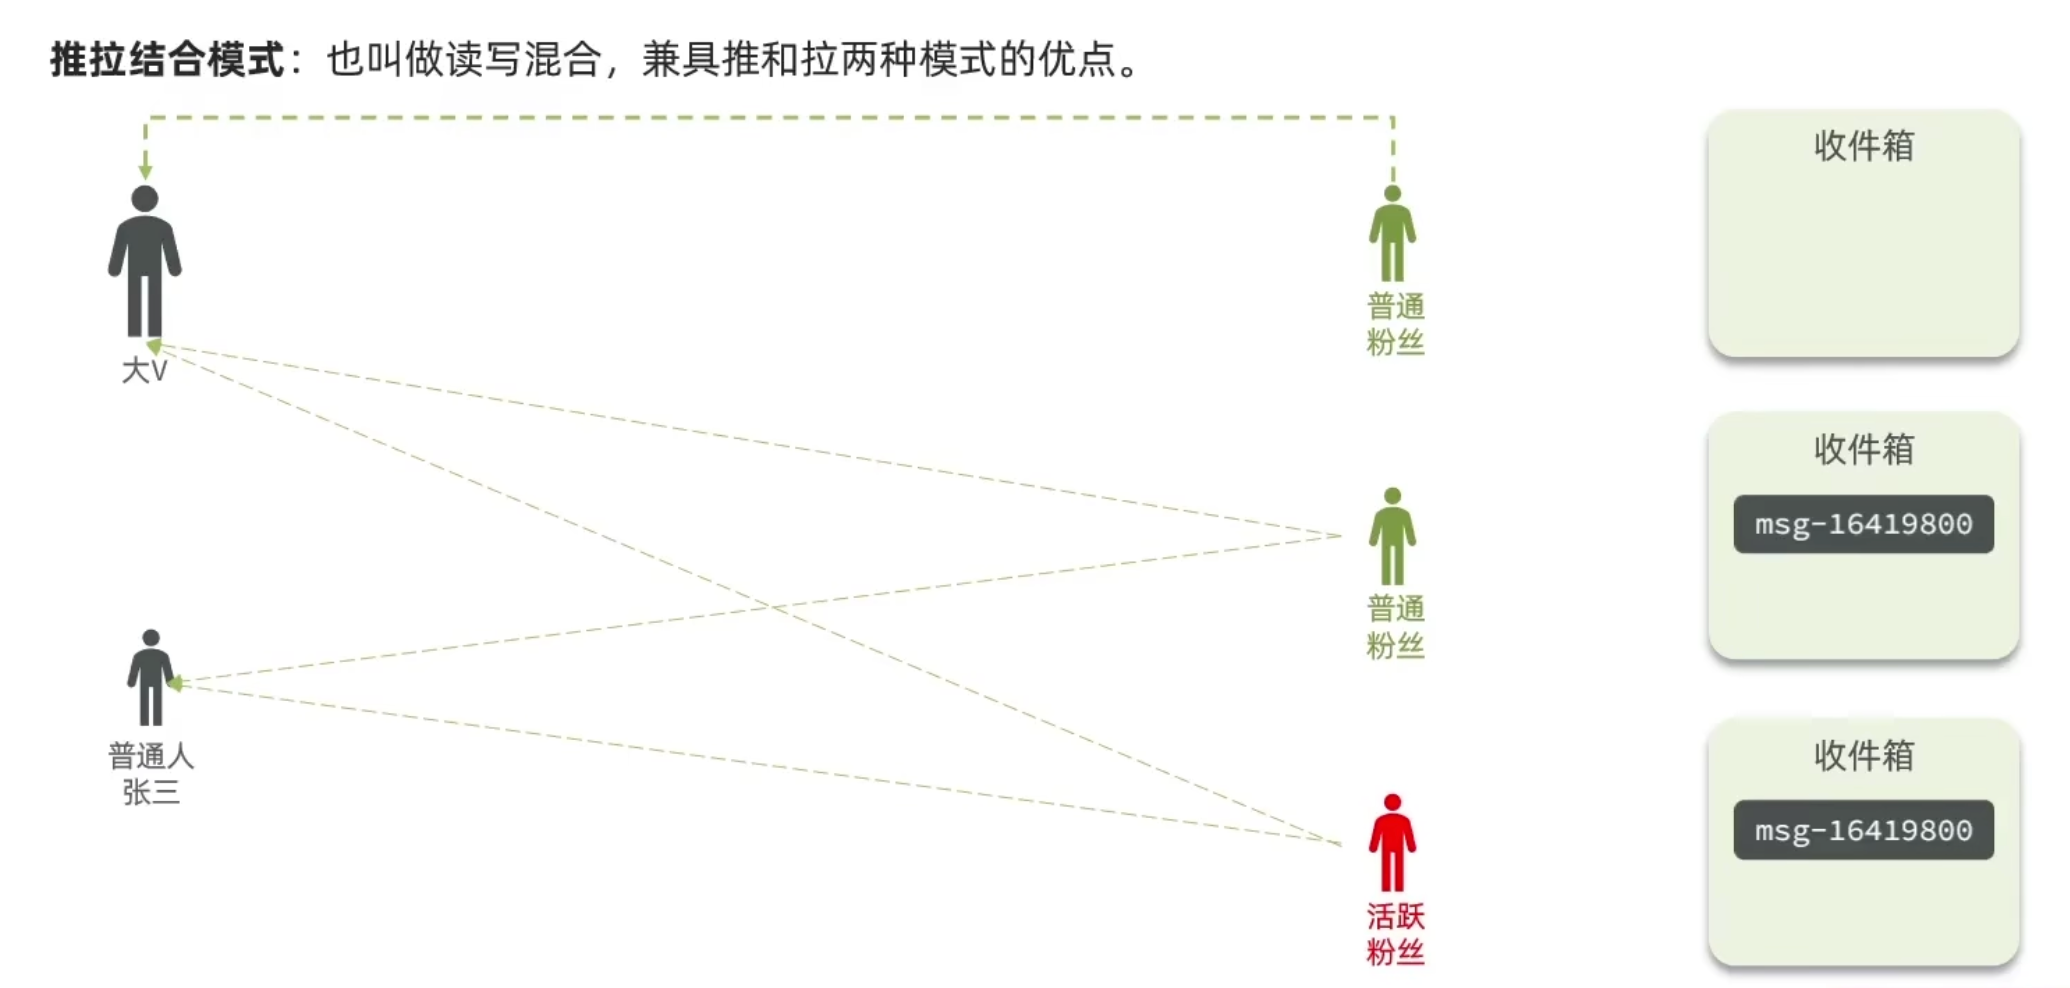 推拉结合模式：也叫做读写混合，兼具推和拉两种模式的优点。
大V
普通
粉丝
收件箱
普通
粉丝
收件箱
msg-16419800
普通人
张三
活跃
粉丝
收件箱
msg-16419800